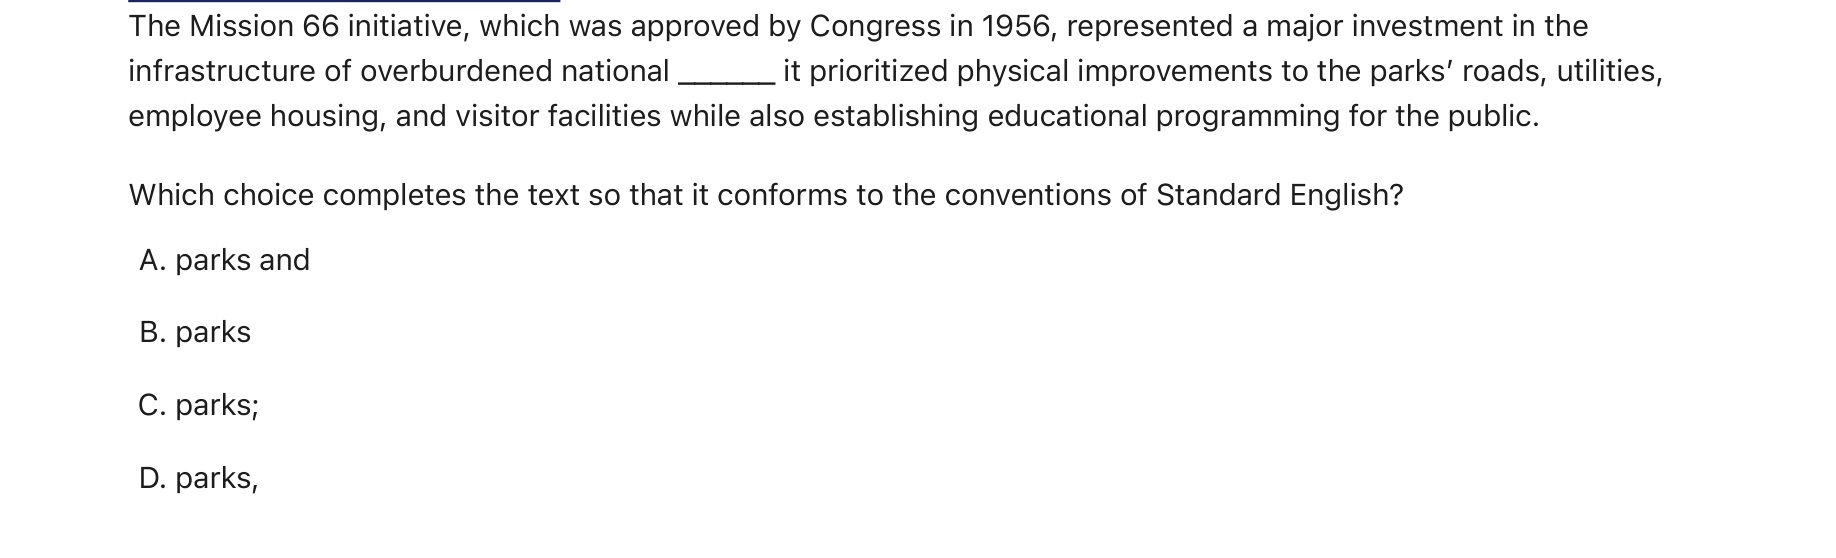 The Mission 66 initiative, which was approved by Congress in 1956, represented a major investment in the
infrastructure of overburdened national ______ it prioritized physical improvements to the parks’ roads, utilities,
employee housing, and visitor facilities while also establishing educational programming for the public.
Which choice completes the text so that it conforms to the conventions of Standard English?
A. parks and
B. parks
C. parks;
D. parks,